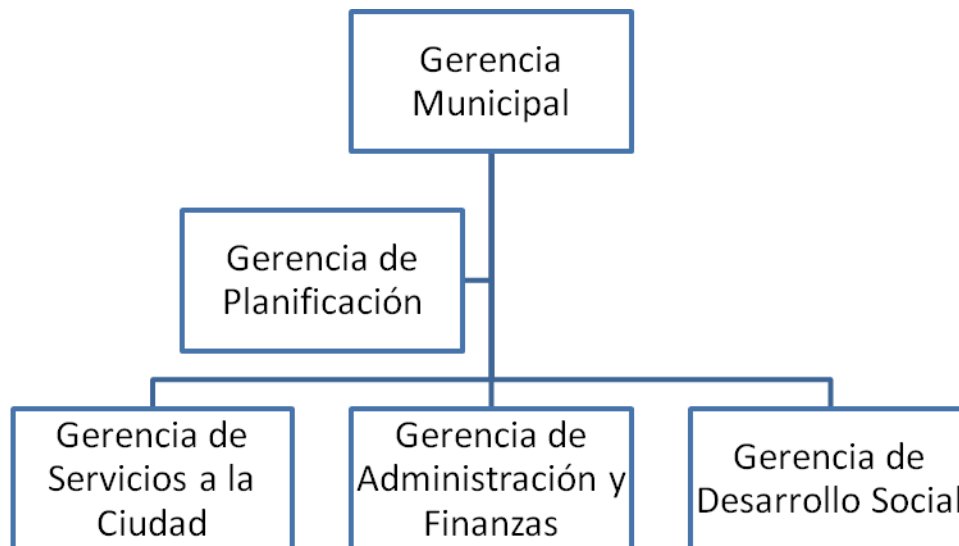 Gerencia
Municipal
Gerencia de
Planificación
Gerencia de
Servicios a la
Ciudad
Gerencia de
Administración y
Finanzas
Gerencia de
Desarrollo Social